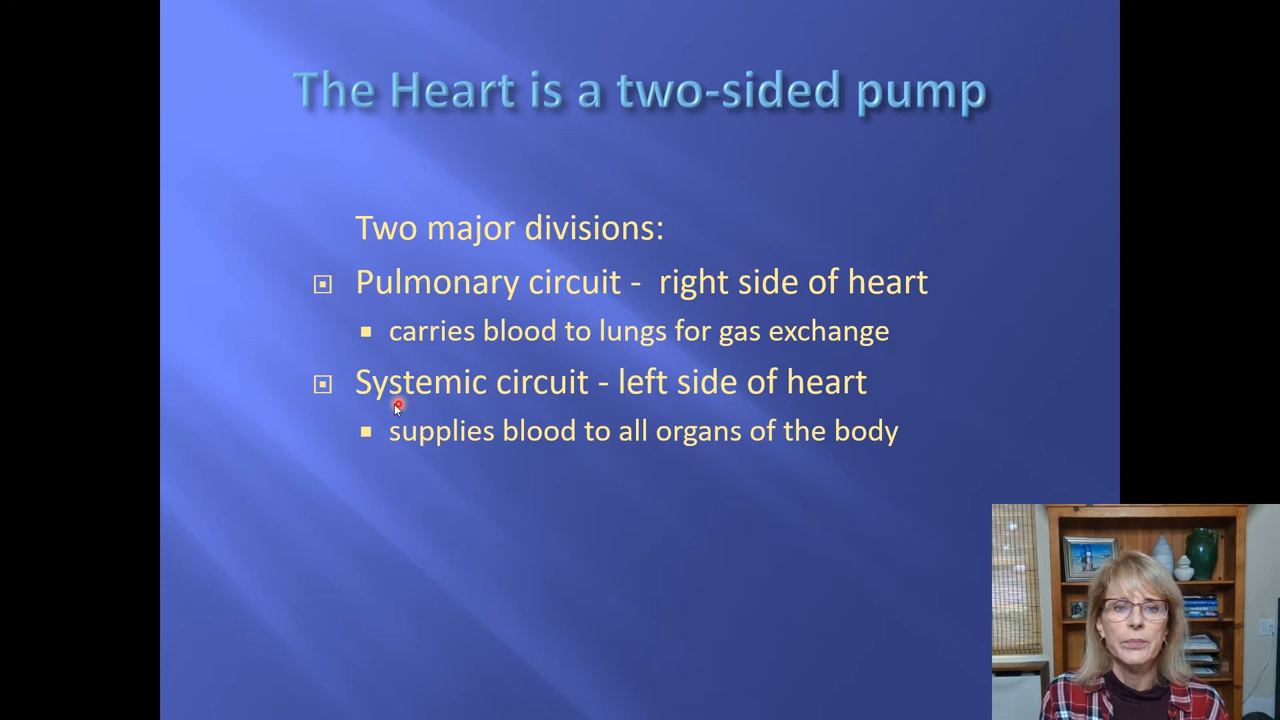 The Heart is a two-sided pump
Two major divisions:
Pulmonary circuit - right side of heart
carries blood to lungs for gas exchange
Systemic circuit - left side of heart
supplies blood to all organs of the body